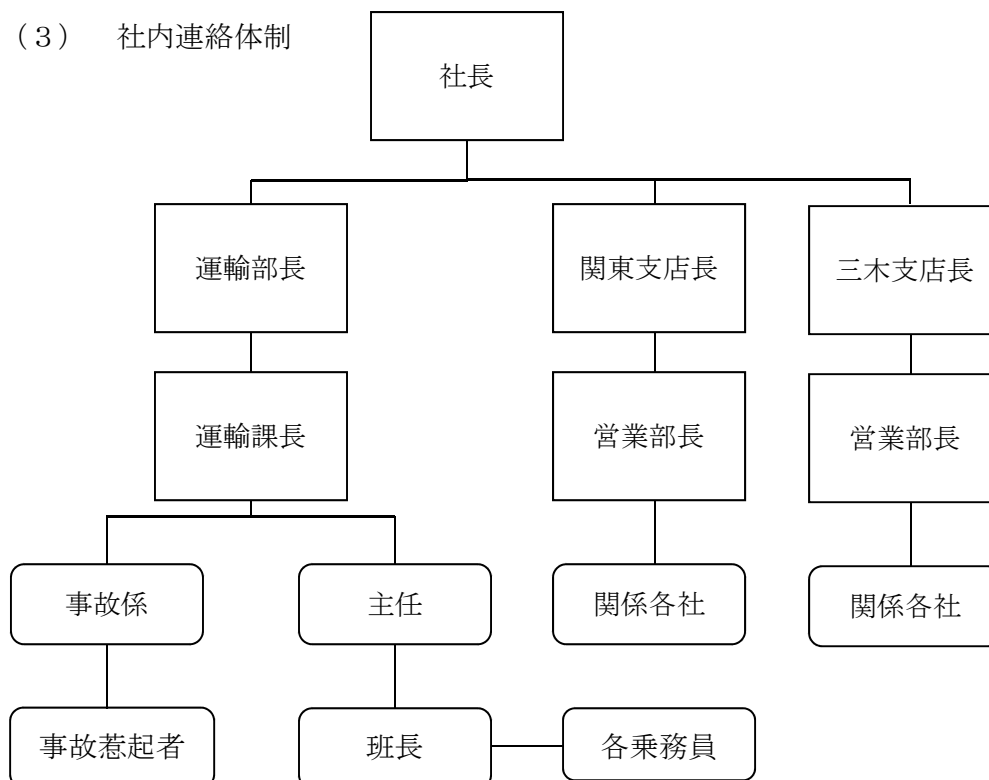 （３）　社内連絡体制
社長
運輸部長
関東支店長
三木支店長
運輸課長
営業部長
営業部長
事故係
主任
関係各社
関係各社
事故惹起者
班長
各乗務員